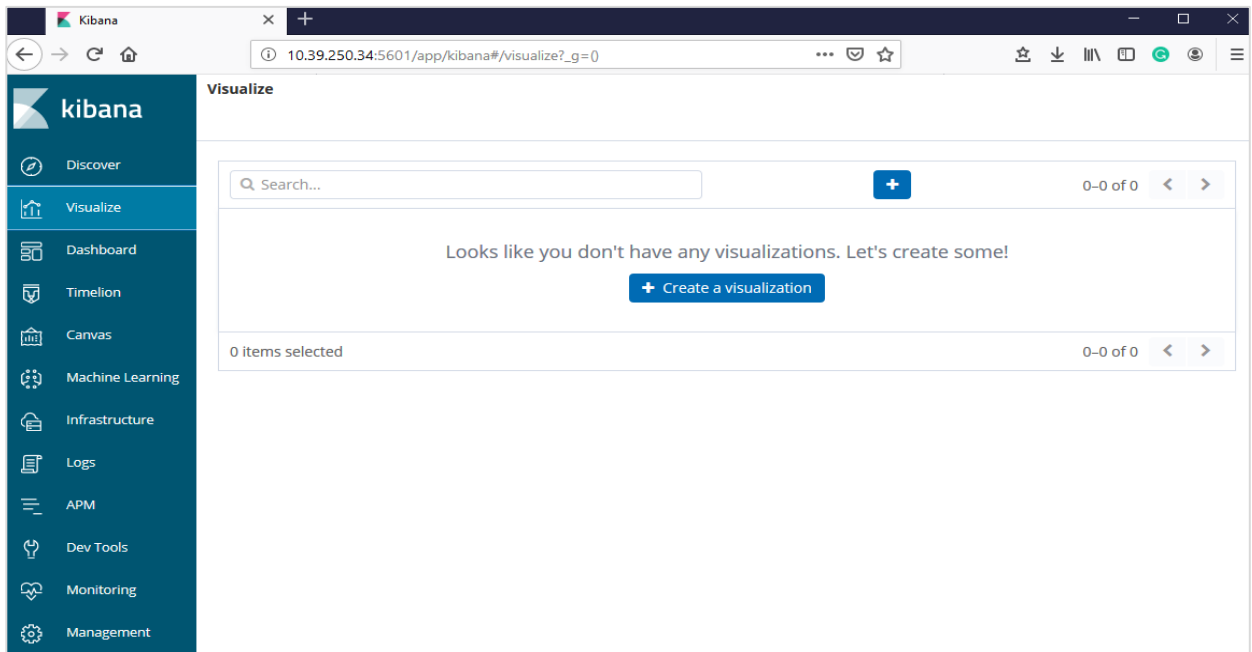 Kibana
10.39.250.34:5601/app/kibana#/visualize?_g=()
kibana
Discover
Visualize
Dashboard
Timelion
Canvas
Machine Learning
Infrastructure
Logs
APM
Dev Tools
Monitoring
Management
Visualize
Search...
0–0 of 0
Looks like you don't have any visualizations. Let's create some!
Create a visualization
0 items selected
0–0 of 0